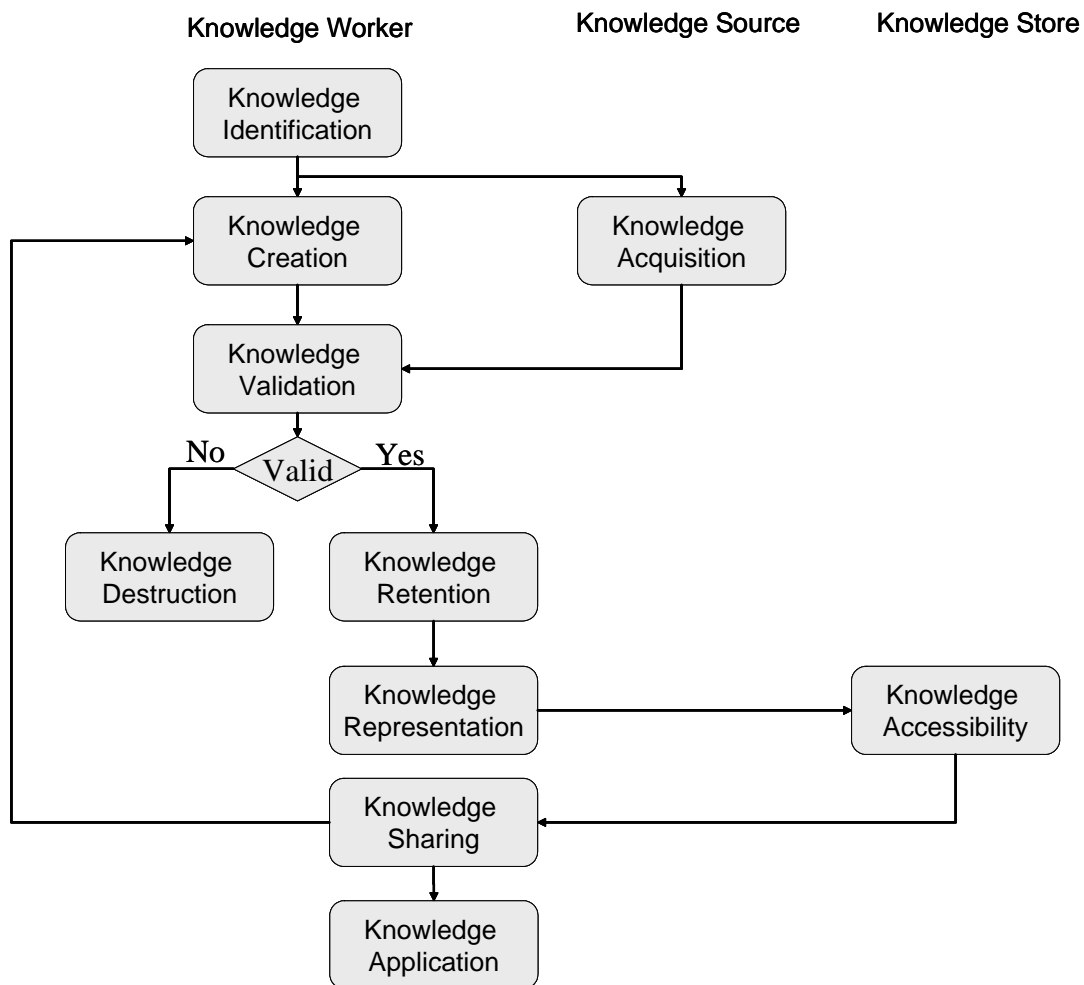 Knowledge Worker
Knowledge Source
Knowledge Store
Knowledge
Identification
Knowledge
Creation
Knowledge
Acquisition
Knowledge
Validation
No
Valid
Yes
Knowledge
Destruction
Knowledge
Retention
Knowledge
Representation
Knowledge
Accessibility
Knowledge
Sharing
Knowledge
Application